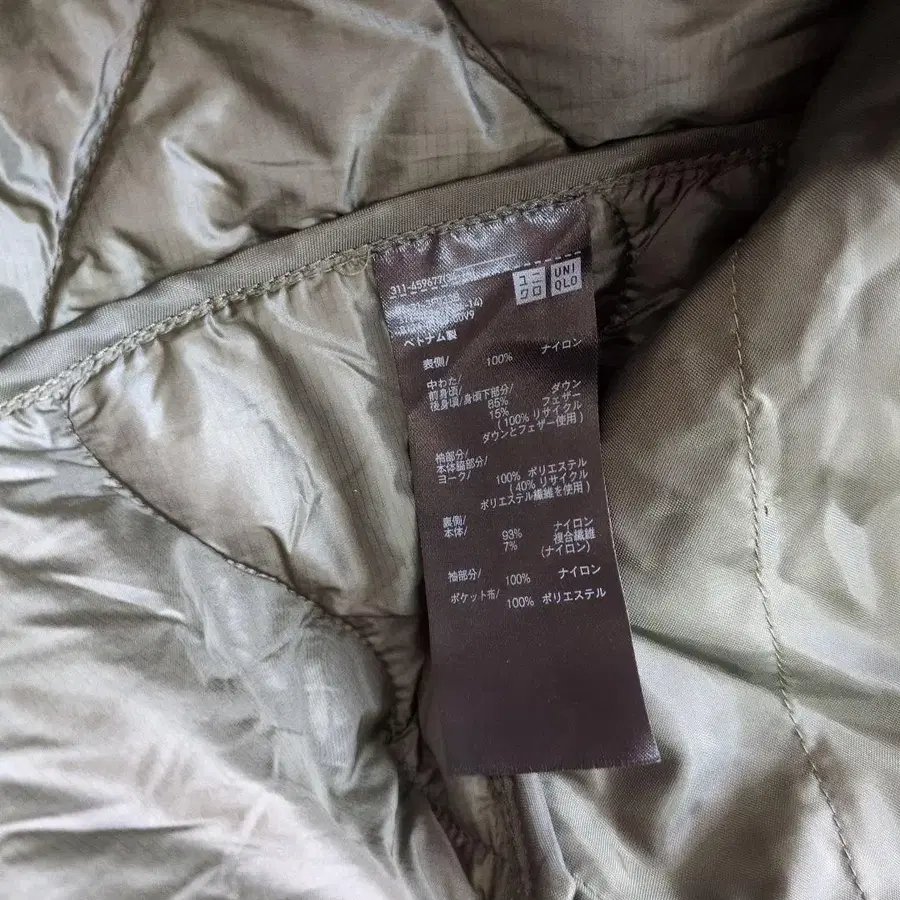 ユニ
クロ
UNI
QLO
311-459677
-14)
ベトナム製
表側/ 100% ナイロン
中わた/
前身頃/
後身頃/身頃下部分/ ダウン
85% フェザー
15%
(100% リサイクル
ダウンとフェザー使用)
袖部分/
本体脇部分/
ヨーク/ 100% ポリエステル
(40% リサイクル
ポリエステル繊維を使用)
裏側/ ナイロン
本体/ 93% 複合繊維
7% (ナイロン)
袖部分/ 100% ナイロン
ポケット布/ 100% ポリエステル